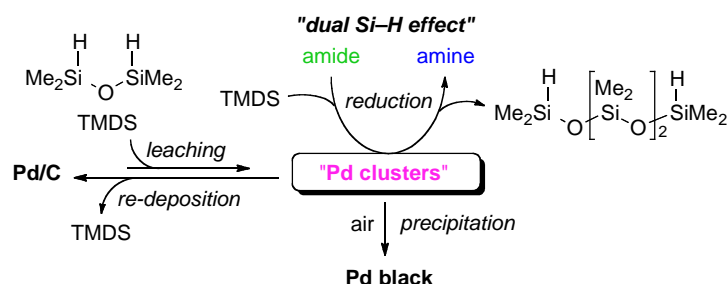 "dual Si–H effect"
H H
Me2Si SiMe2
O
amide amine
TMDS reduction
H Me2 H
Me2Si Si SiMe2
O O 2
TMDS
leaching
Pd/C "Pd clusters"
re-deposition
TMDS
air precipitation
Pd black